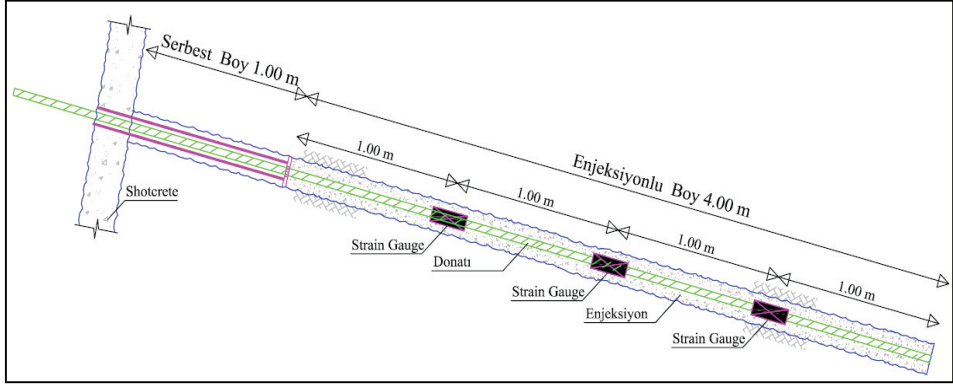 Serbest Boy 1.00 m
Enjeksiyonlu Boy 4.00 m
1.00 m
1.00 m
1.00 m
1.00 m
Shotcrete
Strain Gauge
Donatı
Strain Gauge
Enjeksiyon
Strain Gauge